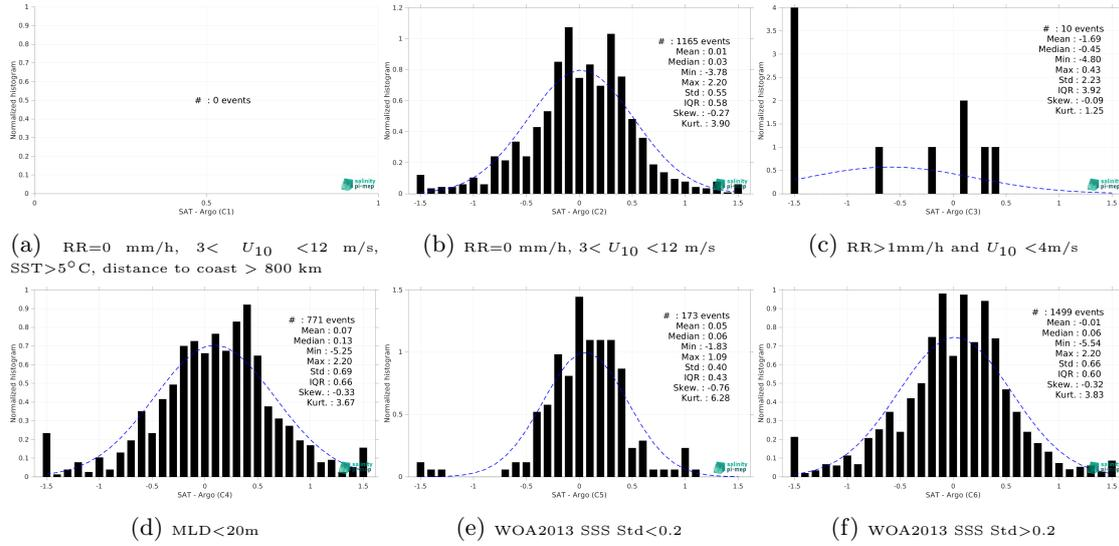 1
0.9
0.8
0.7
0.6
0.5
0.4
0.3
0.2
0.1
0
Normalized histogram
# : 0 events
salinity
pi-mep
0 0.5 1
SAT - Argo (C1)
(a) RR=0 mm/h, 3< U10 <12 m/s,
SST>5°C, distance to coast > 800 km
1.2
1
0.8
0.6
0.4
0.2
0
Normalized histogram
# : 1165 events
Mean : 0.01
Median : 0.03
Min : -3.78
Max : 2.20
Std : 0.55
IQR : 0.58
Skew. : -0.27
Kurt. : 3.90
salinity
pi-mep
-1.5 -1 -0.5 0 0.5 1 1.5
SAT - Argo (C2)
(b) RR=0 mm/h, 3< U10 <12 m/s
4
3.5
3
2.5
2
1.5
1
0.5
0
Normalized histogram
# : 10 events
Mean : -1.69
Median : -0.45
Min : -4.80
Max : 0.43
Std : 2.23
IQR : 3.92
Skew. : -0.09
Kurt. : 1.25
salinity
pi-mep
-1.5 -1 -0.5 0 0.5 1 1.5
SAT - Argo (C3)
(c) RR>1mm/h and U10 <4m/s
0.9
1
0.8
0.7
0.6
0.5
0.4
0.3
0.2
0.1
0
Normalized histogram
# : 771 events
Mean : 0.07
Median : 0.13
Min : -5.25
Max : 2.20
Std : 0.69
IQR : 0.66
Skew. : -0.33
Kurt. : 3.67
salinity
pi-mep
-1.5 -1 -0.5 0 0.5 1 1.5
SAT - Argo (C4)
(d) MLD<20m
1.5
1
0.5
0
Normalized histogram
# : 173 events
Mean : 0.05
Median : 0.06
Min : -1.83
Max : 1.09
Std : 0.40
IQR : 0.43
Skew. : -0.76
Kurt. : 6.28
salinity
pi-mep
-1.5 -1 -0.5 0 0.5 1 1.5
SAT - Argo (C5)
(e) WOA2013 SSS Std<0.2
1
0.9
0.8
0.7
0.6
0.5
0.4
0.3
0.2
0.1
0
Normalized histogram
# : 1499 events
Mean : -0.01
Median : 0.06
Min : -5.54
Max : 2.20
Std : 0.66
IQR : 0.60
Skew. : -0.32
Kurt. : 3.83
salinity
pi-mep
-1.5 -1 -0.5 0 0.5 1 1.5
SAT - Argo (C6)
(f) WOA2013 SSS Std>0.2